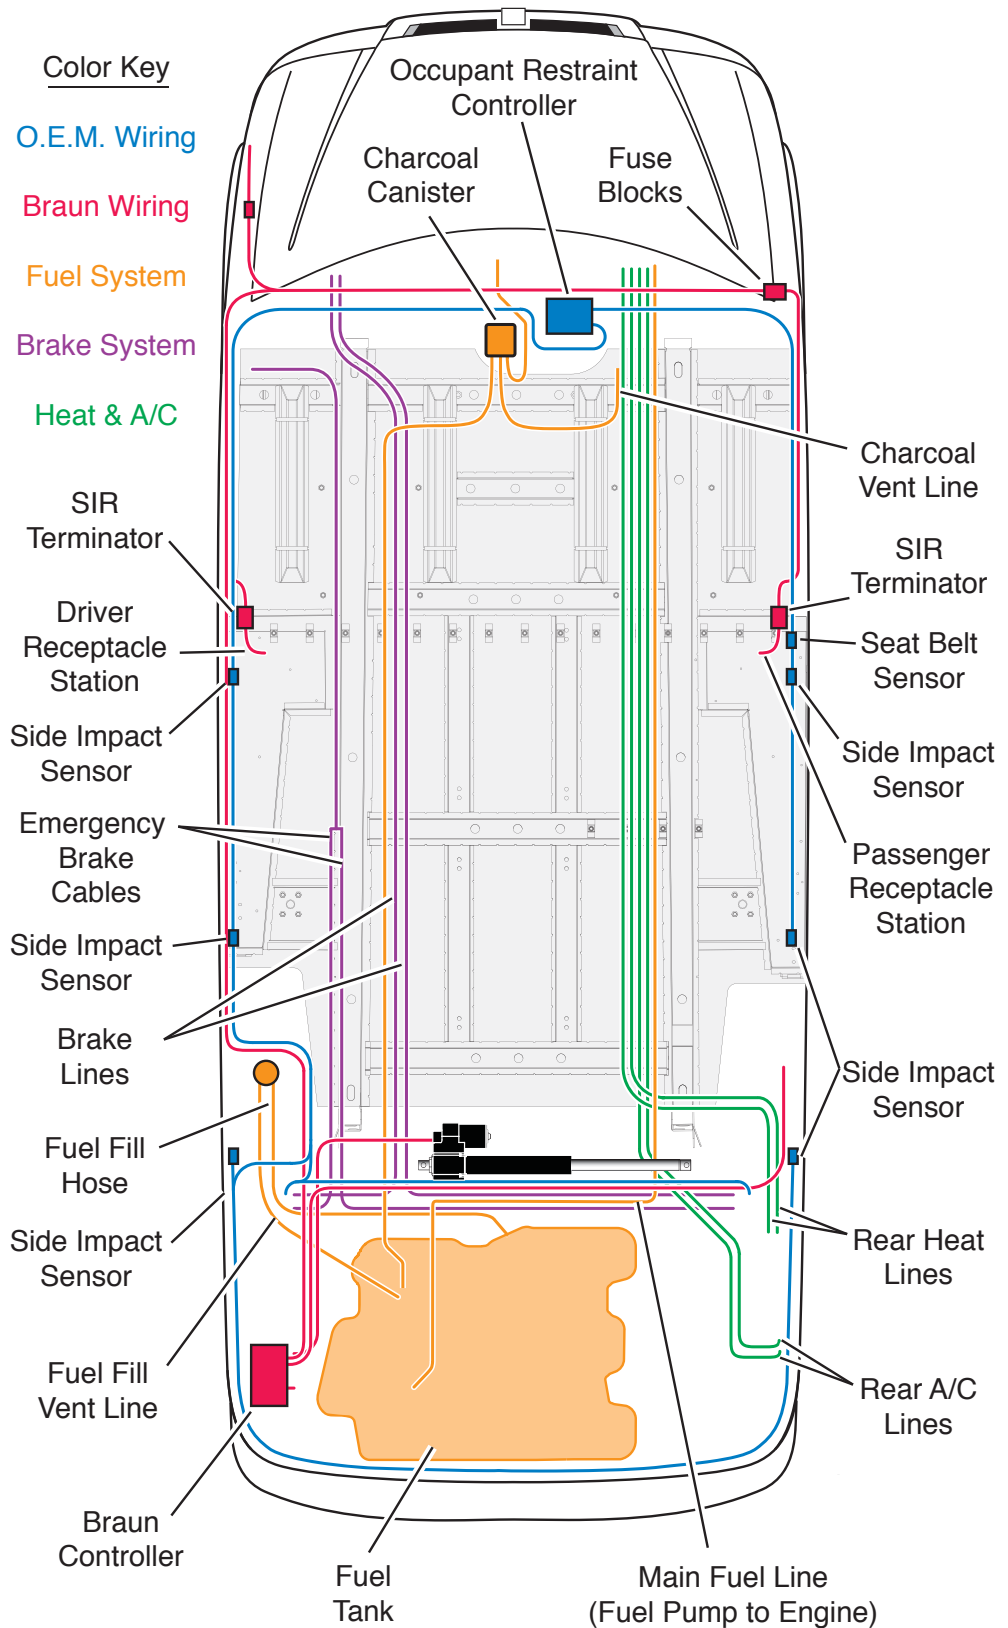 Color Key
O.E.M. Wiring
Braun Wiring
Fuel System
Brake System
Heat & A/C
Occupant Restraint
Controller
Charcoal
Canister
Fuse
Blocks
Charcoal
Vent Line
SIR
Terminator
SIR
Terminator
Driver
Receptacle
Station
Seat Belt
Sensor
Side Impact
Sensor
Side Impact
Sensor
Emergency
Brake
Cables
Passenger
Receptacle
Station
Side Impact
Sensor
Brake
Lines
Side Impact
Sensor
Fuel Fill
Hose
Side Impact
Sensor
Rear Heat
Lines
Fuel Fill
Vent Line
Rear A/C
Lines
Braun
Controller
Fuel
Tank
Main Fuel Line
(Fuel Pump to Engine)